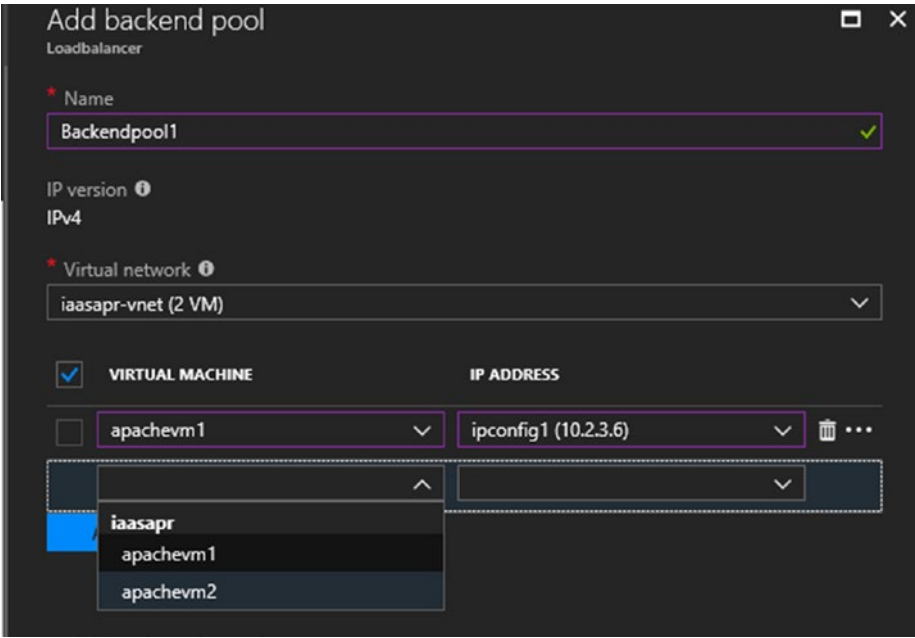 Add backend pool
Loadbalancer
* Name
Backendpool1
IP version
IPv4
* Virtual network
iaasapr-vnet (2 VM)
VIRTUAL MACHINE IP ADDRESS
apachevm1 ipconfig1 (10.2.3.6)
iaasapr
apachevm1
apachevm2